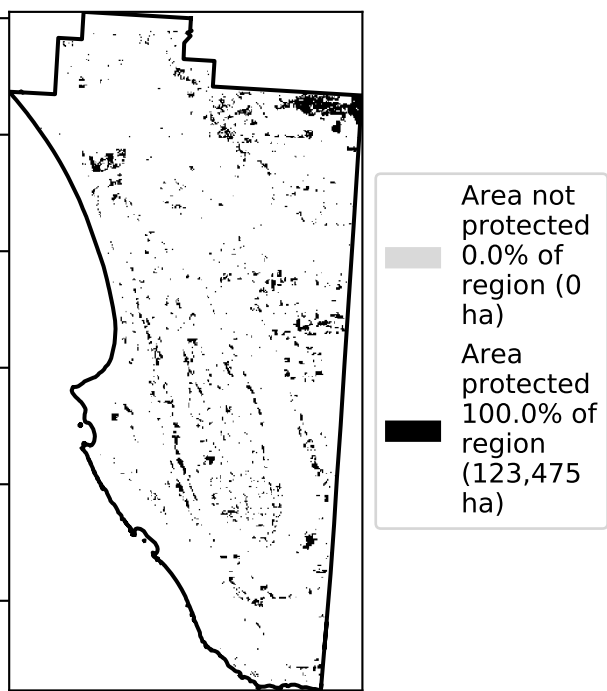 Area not
protected
0.0% of
region (0
ha)
Area
protected
100.0% of
region
(123,475
ha)